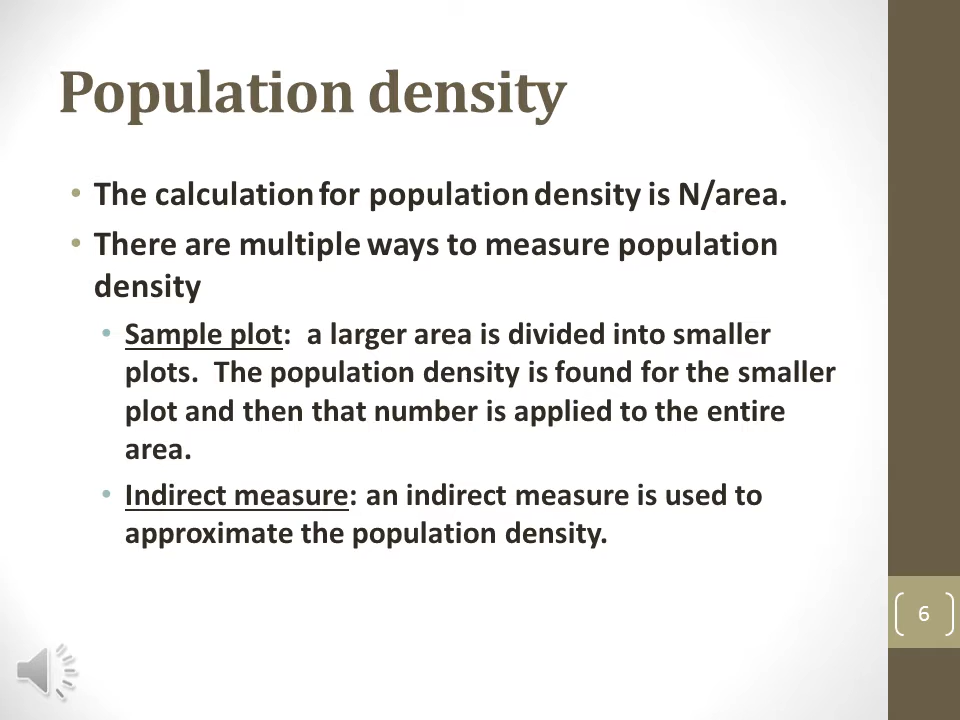 Population density
• The calculation for population density is N/area.
• There are multiple ways to measure population
density
• Sample plot: a larger area is divided into smaller
plots. The population density is found for the smaller
plot and then that number is applied to the entire
area.
• Indirect measure: an indirect measure is used to
approximate the population density.
6